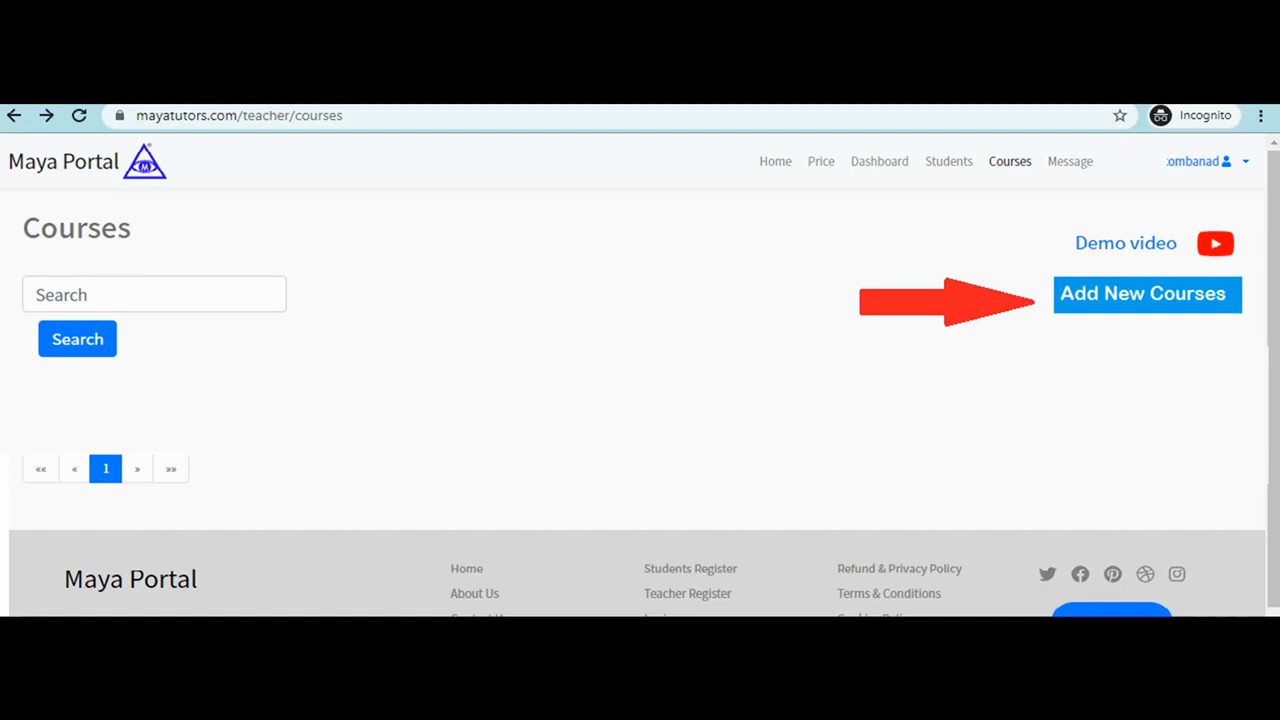 mayatutors.com/teacher/courses
Incognito
Maya Portal
M
Home Price Dashboard Students Courses Message
Courses
Demo video
Search
Add New Courses
Search
«« « 1 » »»
Maya Portal
Home
About Us
Students Register
Teacher Register
Refund & Privacy Policy
Terms & Conditions